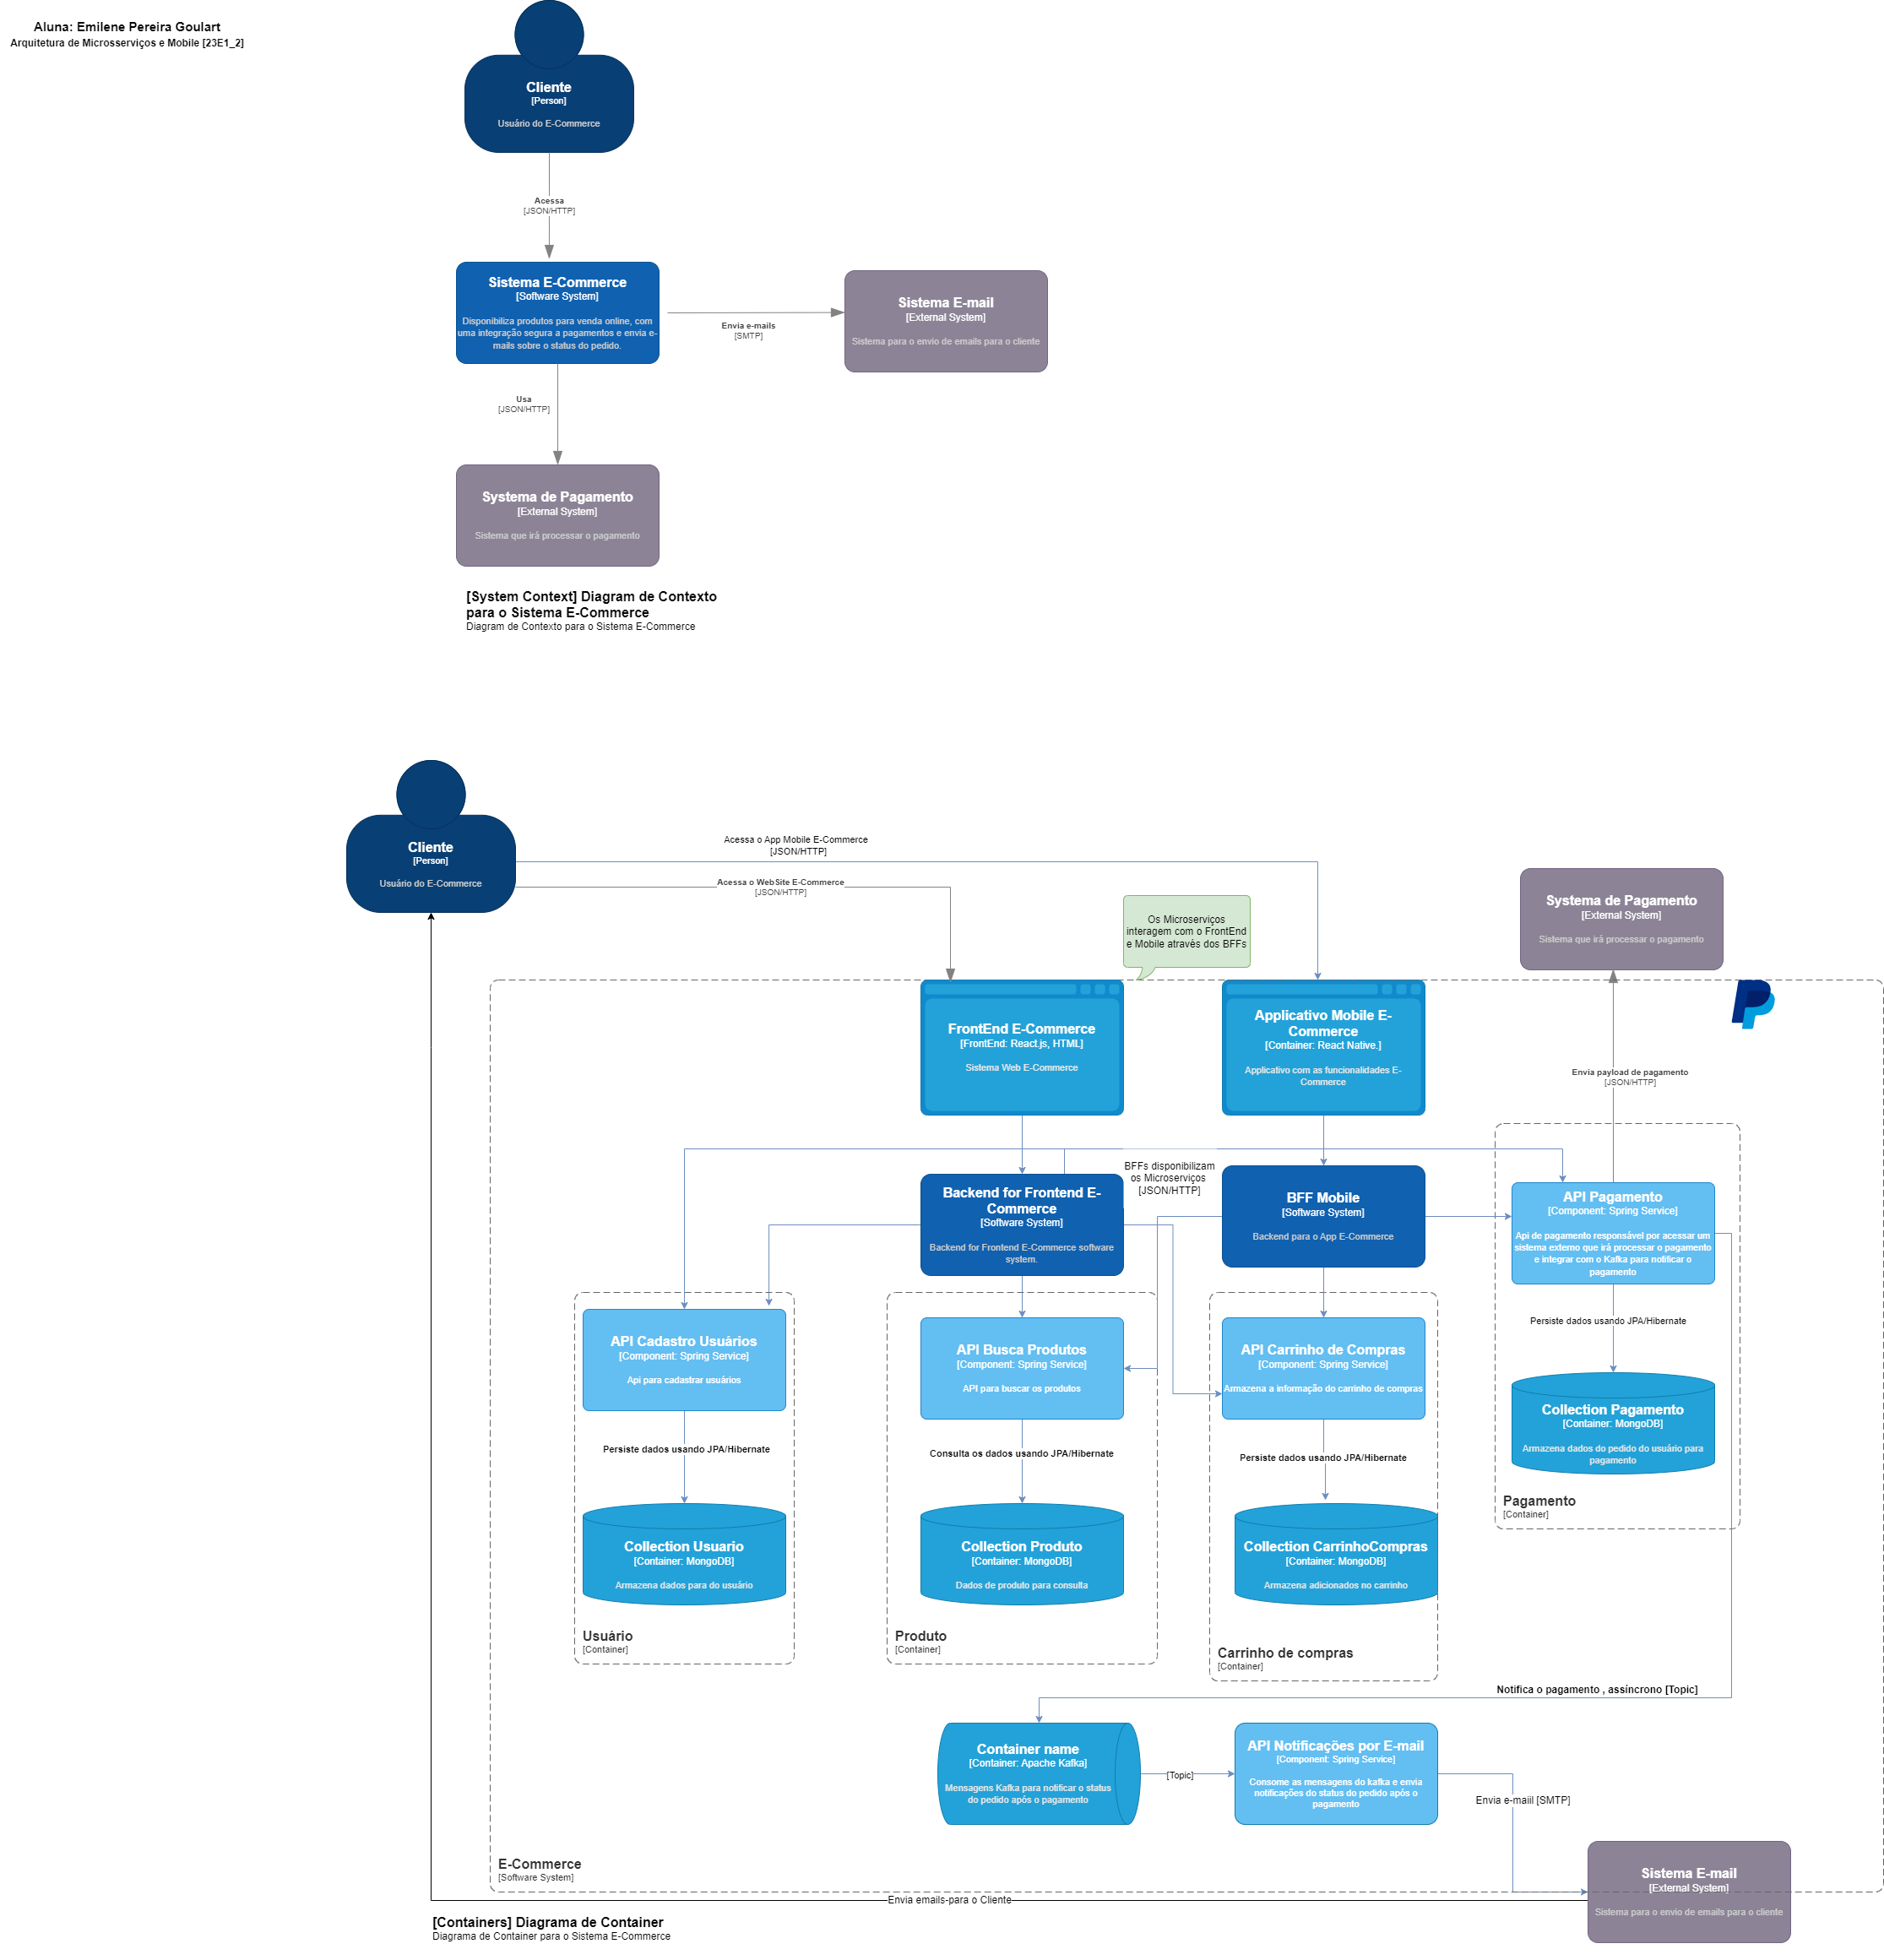 Aluna: Emilene Pereira Goulart
Arquitetura de Microsserviços e Mobile [23E1_2]
Cliente
[Person]
Usuário do E-Commerce
Acessa
[JSON/HTTP]
Sistema E-Commerce
[Software System]
Disponibiliza produtos para venda online, com
uma integração segura a pagamentos e envia e-
mails sobre o status do pedido.
Envia e-mails
[SMTP]
Sistema E-mail
[External System]
Sistema para o envio de emails para o cliente
Usa
[JSON/HTTP]
Systema de Pagamento
[External System]
Sistema que irá processar o pagamento
[System Context] Diagram de Contexto
para o Sistema E-Commerce
Diagram de Contexto para o Sistema E-Commerce
Cliente
[Person]
Usuário do E-Commerce
Acessa o App Mobile E-Commerce
[JSON/HTTP]
Acessa o WebSite E-Commerce
[JSON/HTTP]
Os Microserviços
interagem com o FrontEnd
e Mobile atravès dos BFFs
Systema de Pagamento
[External System]
Sistema que irá processar o pagamento
FrontEnd E-Commerce
[FrontEnd: React.js, HTML]
Sistema Web E-Commerce
Applicativo Mobile E-
Commerce
[Container: React Native.]
Applicativo com as funcionalidades E-
Commerce
Envia payload de pagamento
[JSON/HTTP]
BFFs disponibilizam
os Microserviços
[JSON/HTTP]
Backend for Frontend E-
Commerce
[Software System]
Backend for Frontend E-Commerce software
system.
BFF Mobile
[Software System]
Backend para o App E-Commerce
API Pagamento
[Component: Spring Service]
Api de pagamento responsável por acessar um
sistema externo que irá processar o pagamento
e integrar com o Kafka para notificar o
pagamento
Persiste dados usando JPA/Hibernate
API Cadastro Usuários
[Component: Spring Service]
Api para cadastrar usuários
API Busca Produtos
[Component: Spring Service]
API para buscar os produtos
API Carrinho de Compras
[Component: Spring Service]
Armazena a informação do carrinho de compras
Collection Pagamento
[Container: MongoDB]
Armazena dados do pedido do usuário para
pagamento
Persiste dados usando JPA/Hibernate
Consulta os dados usando JPA/Hibernate
Persiste dados usando JPA/Hibernate
Pagamento
[Container]
Collection Usuario
[Container: MongoDB]
Armazena dados para do usuário
Collection Produto
[Container: MongoDB]
Dados de produto para consulta
Collection CarrinhoCompras
[Container: MongoDB]
Armazena adicionados no carrinho
Usuário
[Container]
Produto
[Container]
Carrinho de compras
[Container]
Notifica o pagamento , assíncrono [Topic]
Container name
[Container: Apache Kafka]
Mensagens Kafka para notificar o status
do pedido após o pagamento
[Topic]
API Notificações por E-mail
[Component: Spring Service]
Consome as mensagens do kafka e envia
notificações do status do pedido após o
pagamento
Envia e-maiil [SMTP]
E-Commerce
[Software System]
Sistema E-mail
[External System]
Sistema para o envio de emails para o cliente
Envia emails-para o Cliente
[Containers] Diagrama de Container
Diagrama de Container para o Sistema E-Commerce